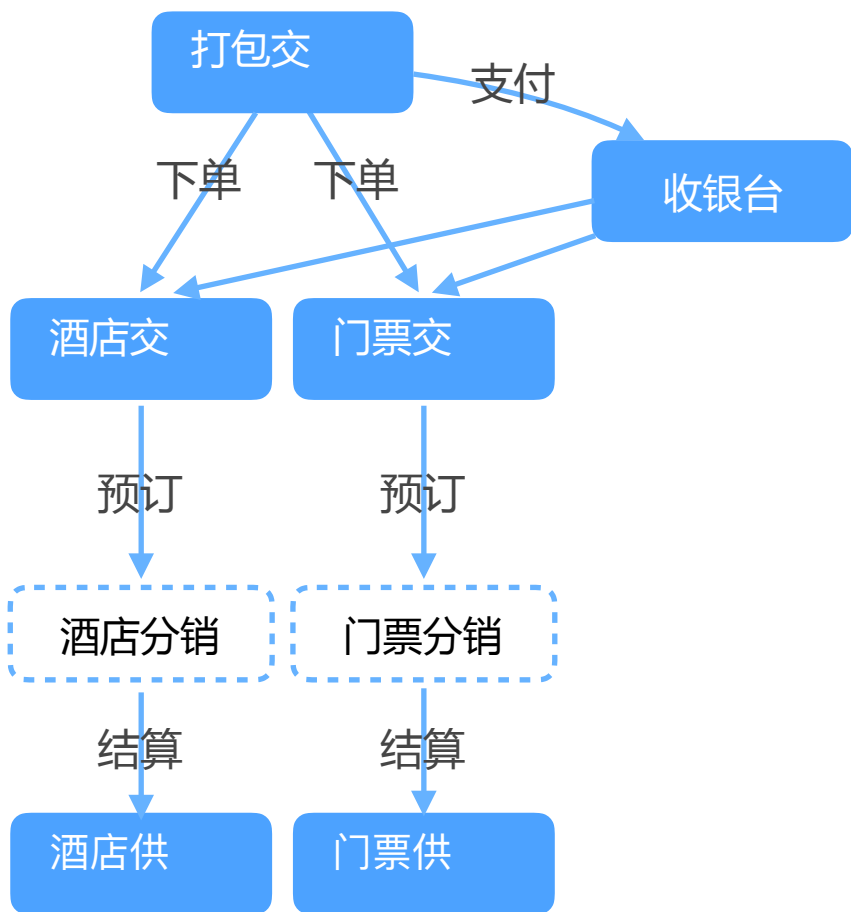 打包交
支付
下单
下单
收银台
酒店交
门票交
预订
预订
酒店分销
门票分销
结算
结算
酒店供
门票供